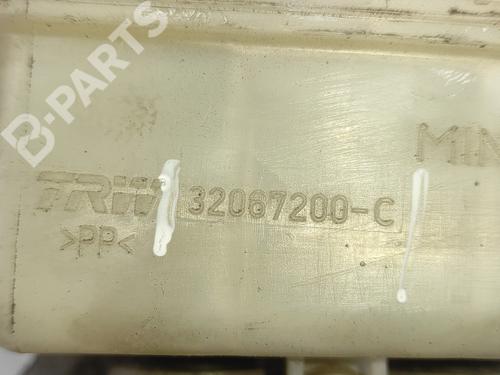 B-PARTS
MIN
TRW 32067200-C
>PP<